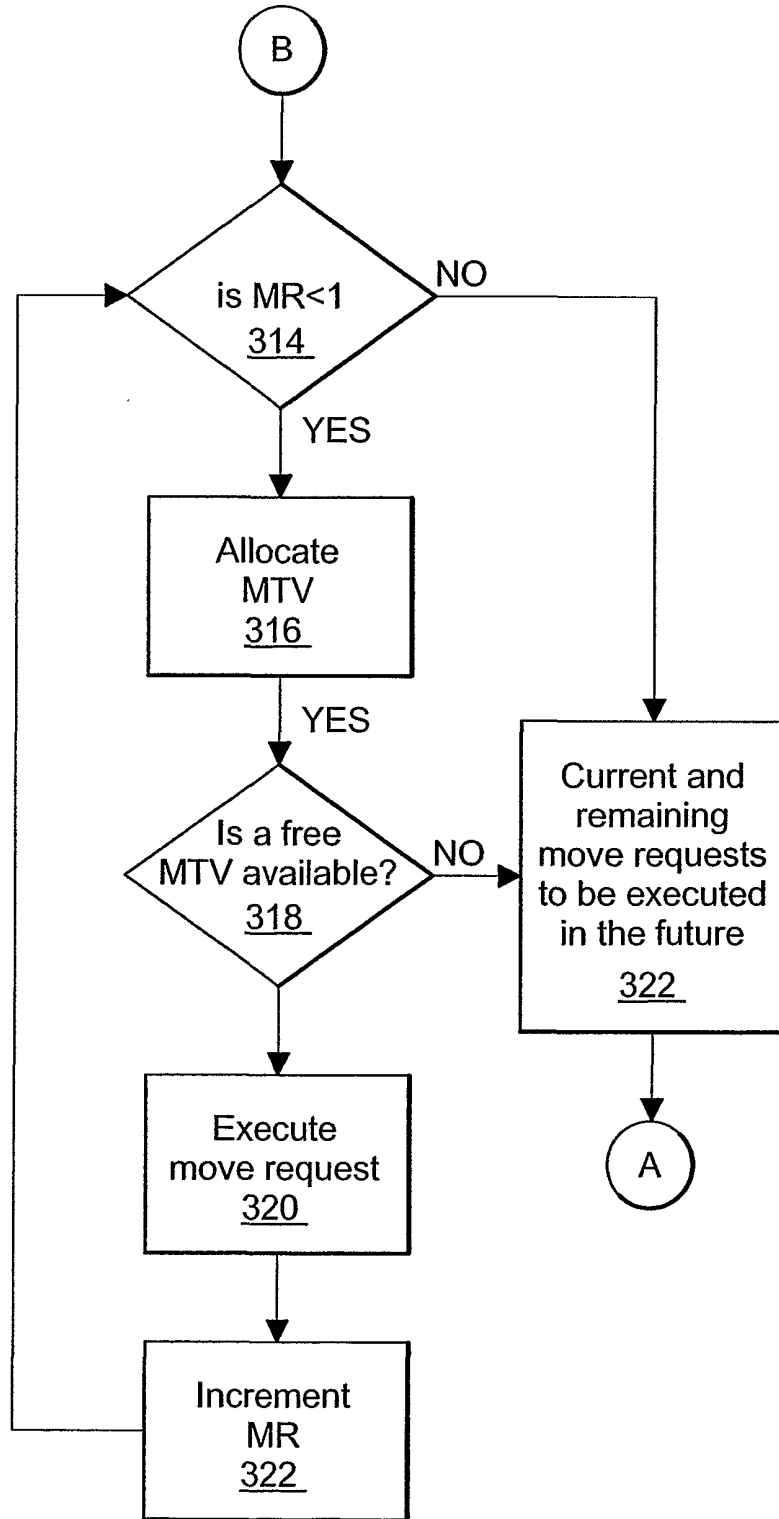 B
is MR<1
314
NO
YES
Allocate
MTV
316
YES
Is a free
MTV available?
318
NO
Current and
remaining
move requests
to be executed
in the future
322
Execute
move request
320
A
Increment
MR
322